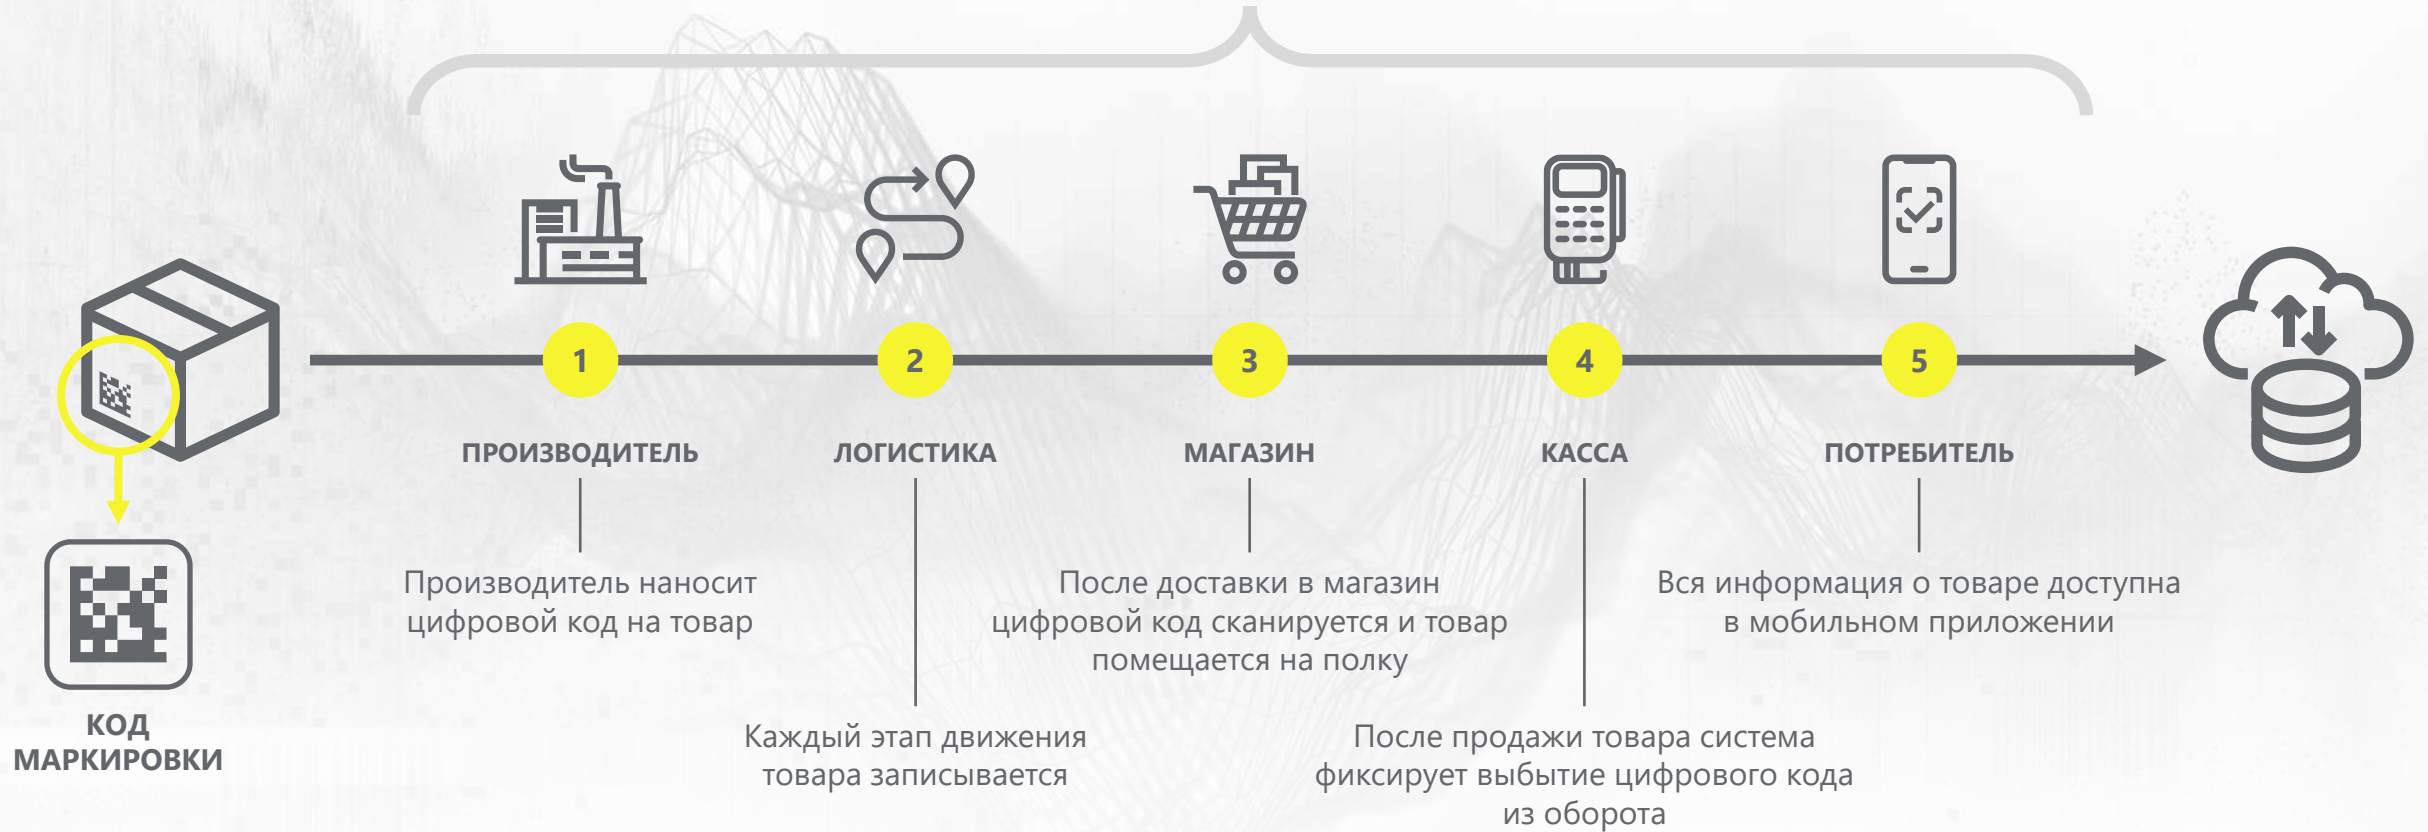 1
2
3
4
5
ПРОИЗВОДИТЕЛЬ
ЛОГИСТИКА
МАГАЗИН
КАССА
ПОТРЕБИТЕЛЬ
Производитель наносит
цифровой код на товар
После доставки в магазин
цифровой код сканируется и товар
помещается на полку
Вся информация о товаре доступна
в мобильном приложении
КОД
МАРКИРОВКИ
Каждый этап движения
товара записывается
После продажи товара система
фиксирует выбытие цифрового кода
из оборота